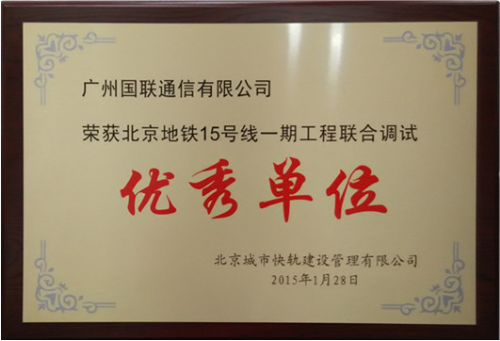 广州国联通信有限公司
荣获北京地铁15号线一期工程联合调试
优秀单位
北京城市快轨建设管理有限公司
2015年1月28日